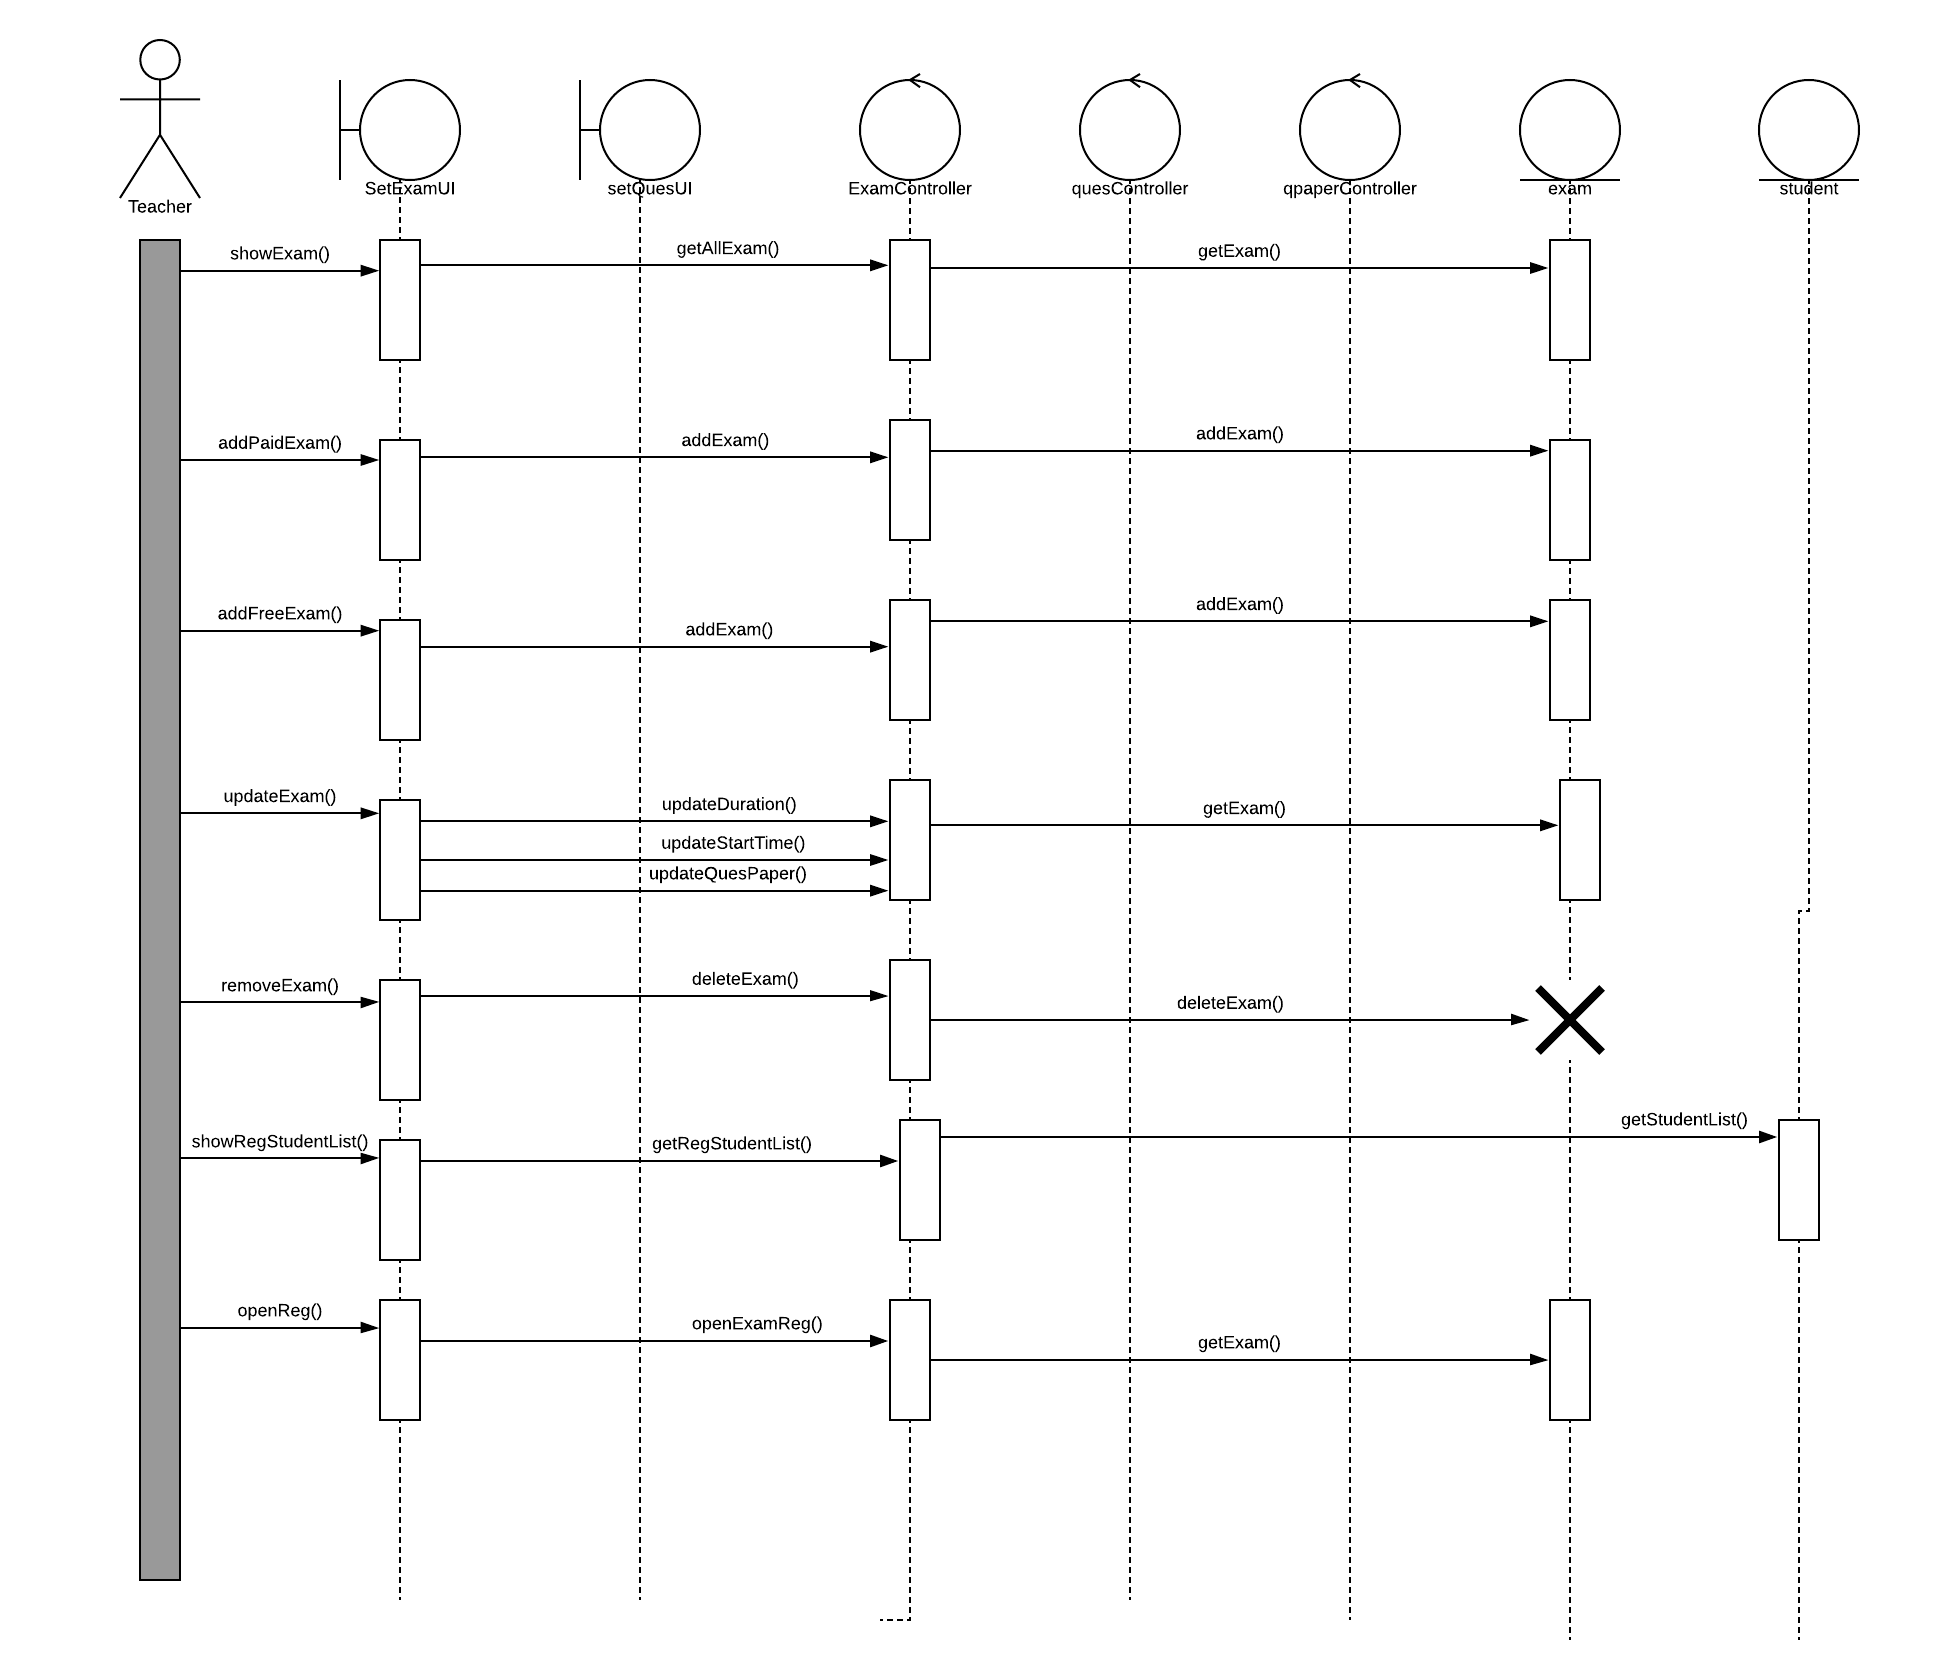 Teacher
SetExamUI
setQuesUI
ExamController
quesController
qpaperController
exam
student
showExam()
getAllExam()
getExam()
addPaidExam()
addExam()
addExam()
addFreeExam()
addExam()
addExam()
updateExam()
updateDuration()
getExam()
updateStartTime()
updateQuesPaper()
removeExam()
deleteExam()
deleteExam()
showRegStudentList()
getRegStudentList()
getStudentList()
openReg()
openExamReg()
getExam()